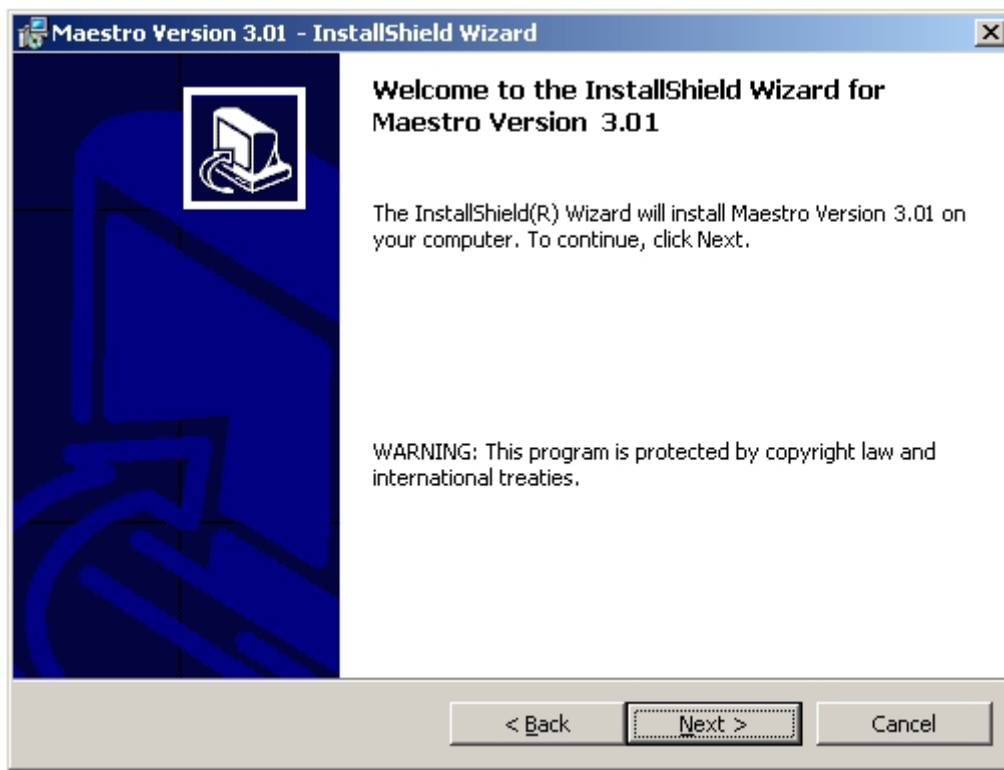 Maestro Version 3.01 - InstallShield Wizard
Welcome to the InstallShield Wizard for
Maestro Version 3.01
The InstallShield(R) Wizard will install Maestro Version 3.01 on
your computer. To continue, click Next.
WARNING: This program is protected by copyright law and
international treaties.
< Back Next > Cancel